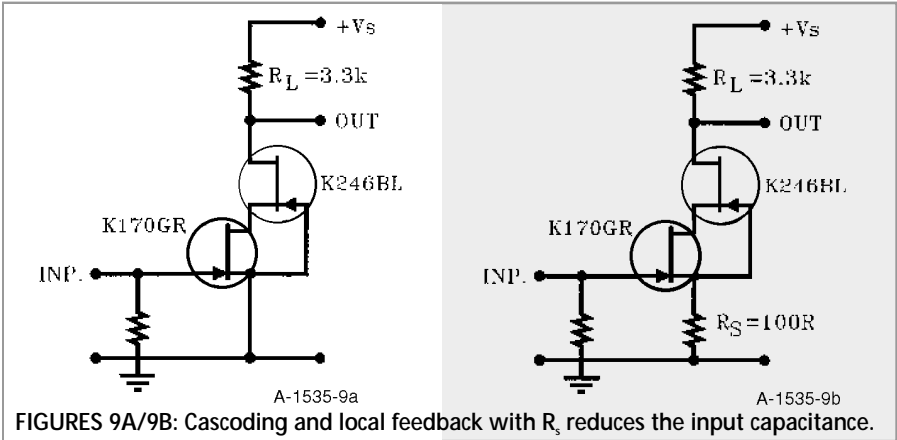 +Vs
R_L =3.3k
OUT
K246BL
K170GR
INP.
A-1535-9a
+Vs
R_L =3.3k
OUT
K246BL
K170GR
INP.
R_S =100R
A-1535-9b
FIGURES 9A/9B: Cascoding and local feedback with R_s reduces the input capacitance.